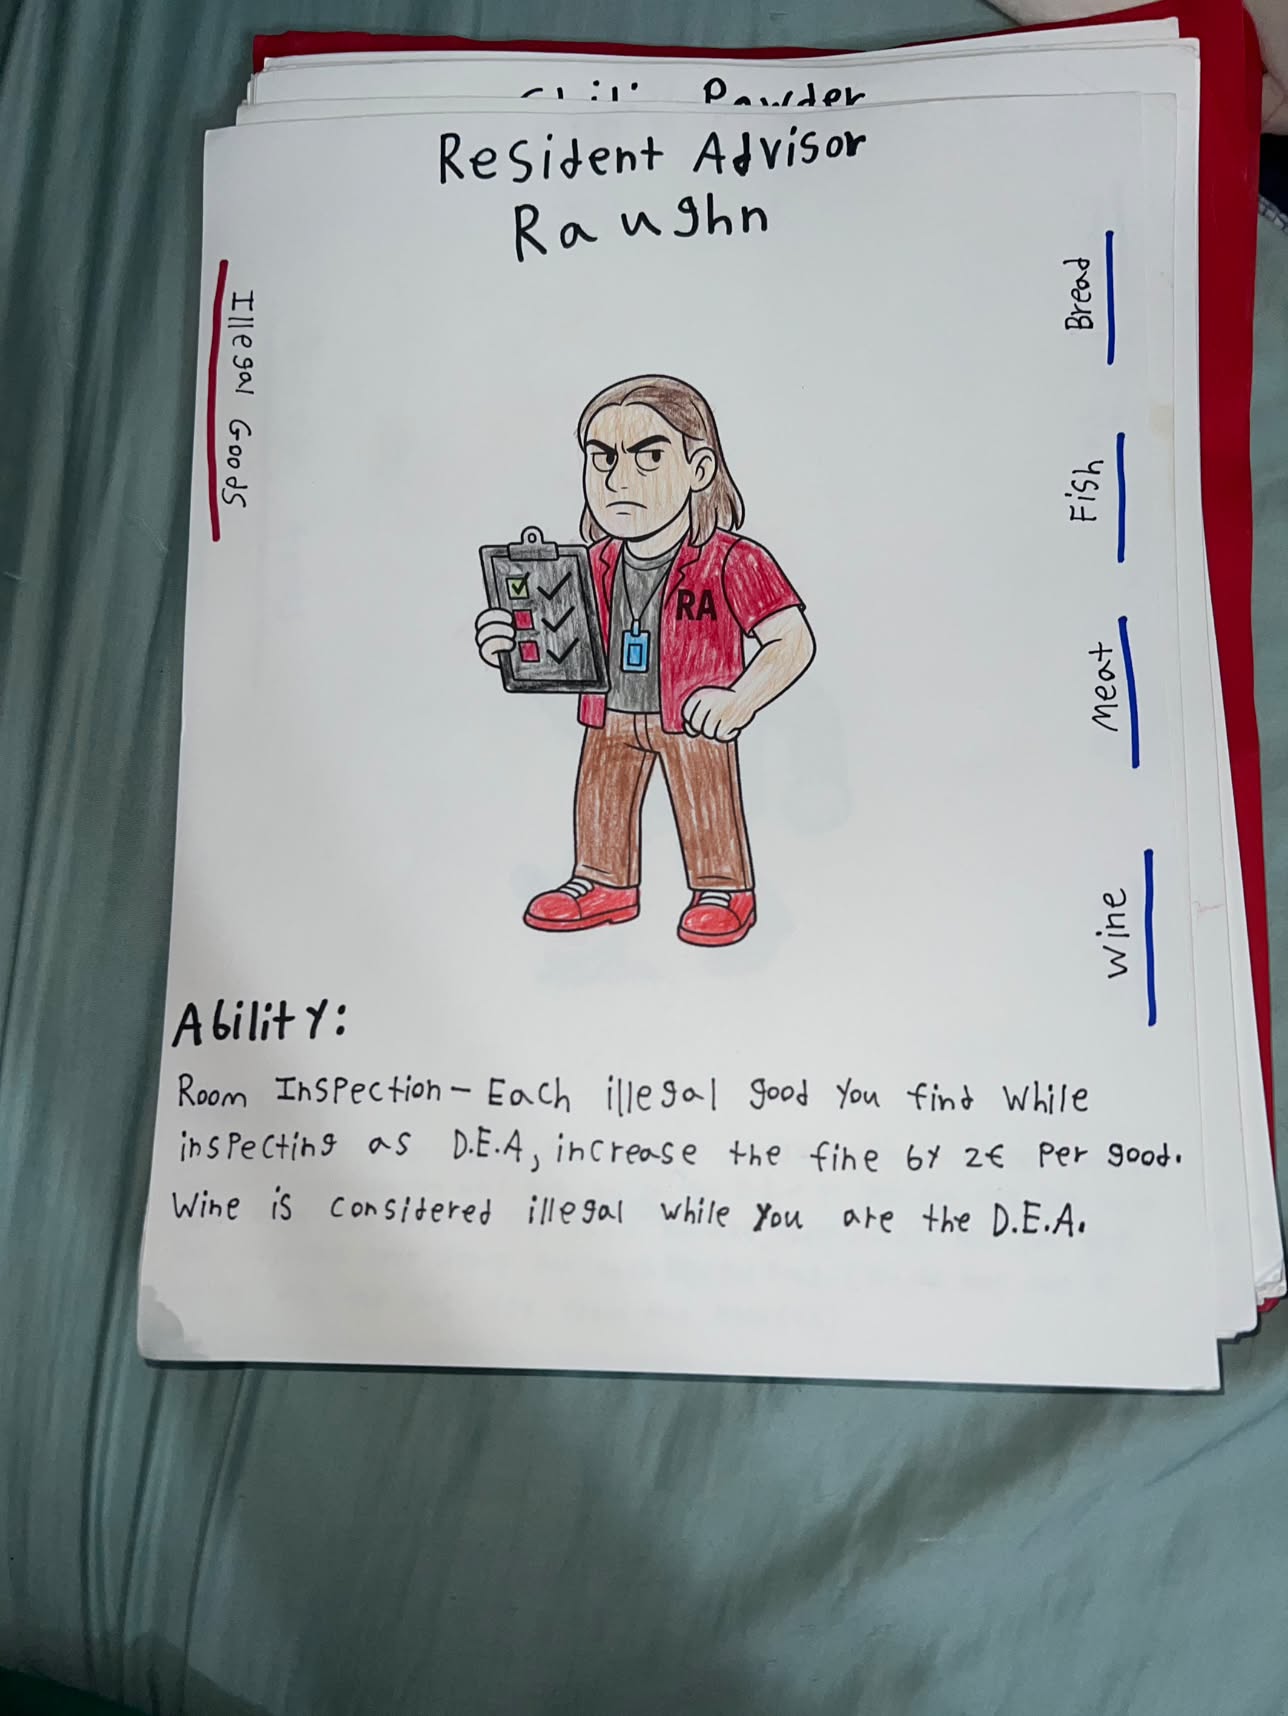 Powder
Resident Advisor
Raughn
Illegal Goods
Bread
Fish
Meat
Wine
RA
Ability:
Room Inspection - Each illegal good you find while
inspecting as D.E.A, increase the fine by 2€ per good.
Wine is considered illegal while you are the D.E.A.